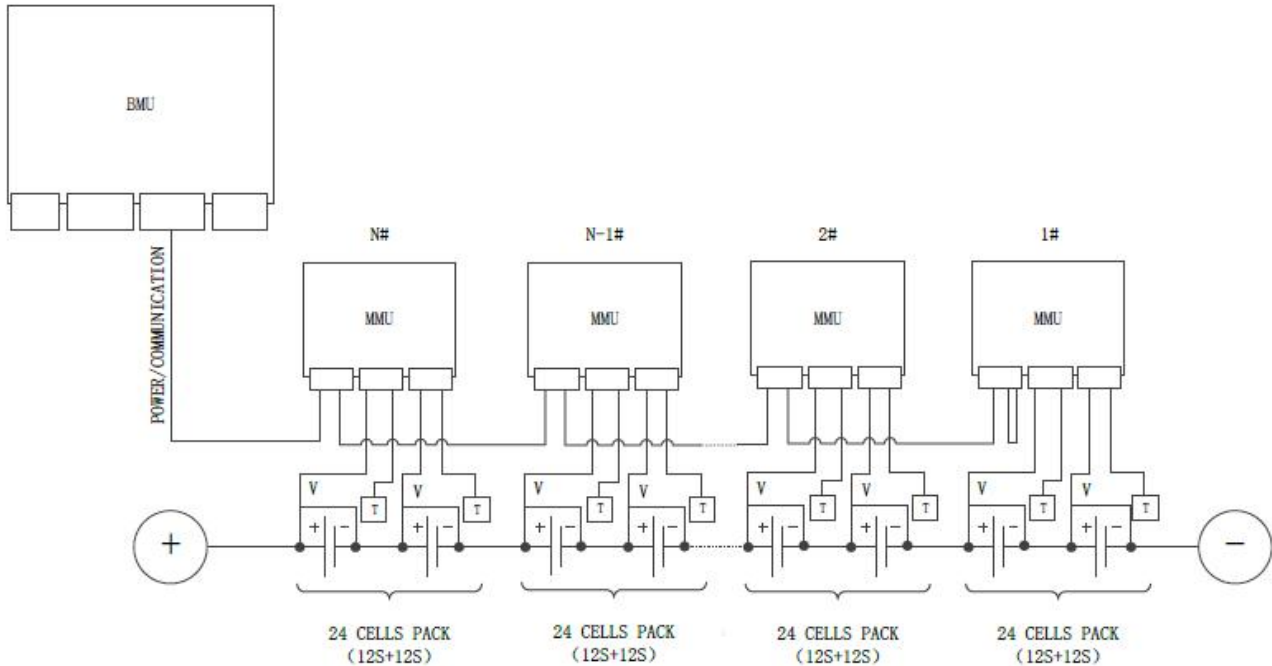 BMU
POWER/COMMUNICATION
N#
N-1#
2#
1#
MMU
MMU
MMU
MMU
V
T
V
T
V
T
V
T
V
T
V
T
V
T
V
T
+
+ -
+ -
+ -
+ -
+ -
+ -
+ -
+ -
-
24 CELLS PACK
(12S+12S)
24 CELLS PACK
(12S+12S)
24 CELLS PACK
(12S+12S)
24 CELLS PACK
(12S+12S)